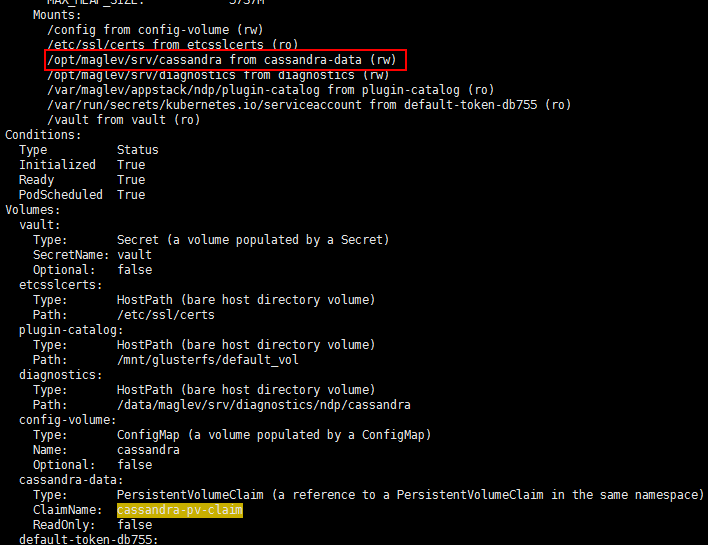 MAX_HEAP_SIZE: 5757M
Mounts:
/config from config-volume (rw)
/etc/ssl/certs from etcsslcerts (ro)
/opt/maglev/srv/cassandra from cassandra-data (rw)
/opt/maglev/srv/diagnostics from diagnostics (rw)
/var/maglev/appstack/ndp/plugin-catalog from plugin-catalog (ro)
/var/run/secrets/kubernetes.io/serviceaccount from default-token-db755 (ro)
/vault from vault (ro)
Conditions:
Type Status
Initialized True
Ready True
PodScheduled True
Volumes:
vault:
Type: Secret (a volume populated by a Secret)
SecretName: vault
Optional: false
etcsslcerts:
Type: HostPath (bare host directory volume)
Path: /etc/ssl/certs
plugin-catalog:
Type: HostPath (bare host directory volume)
Path: /mnt/glusterfs/default_vol
diagnostics:
Type: HostPath (bare host directory volume)
Path: /data/maglev/srv/diagnostics/ndp/cassandra
config-volume:
Type: ConfigMap (a volume populated by a ConfigMap)
Name: cassandra
Optional: false
cassandra-data:
Type: PersistentVolumeClaim (a reference to a PersistentVolumeClaim in the same namespace)
ClaimName: cassandra-pv-claim
ReadOnly: false
default-token-db755: